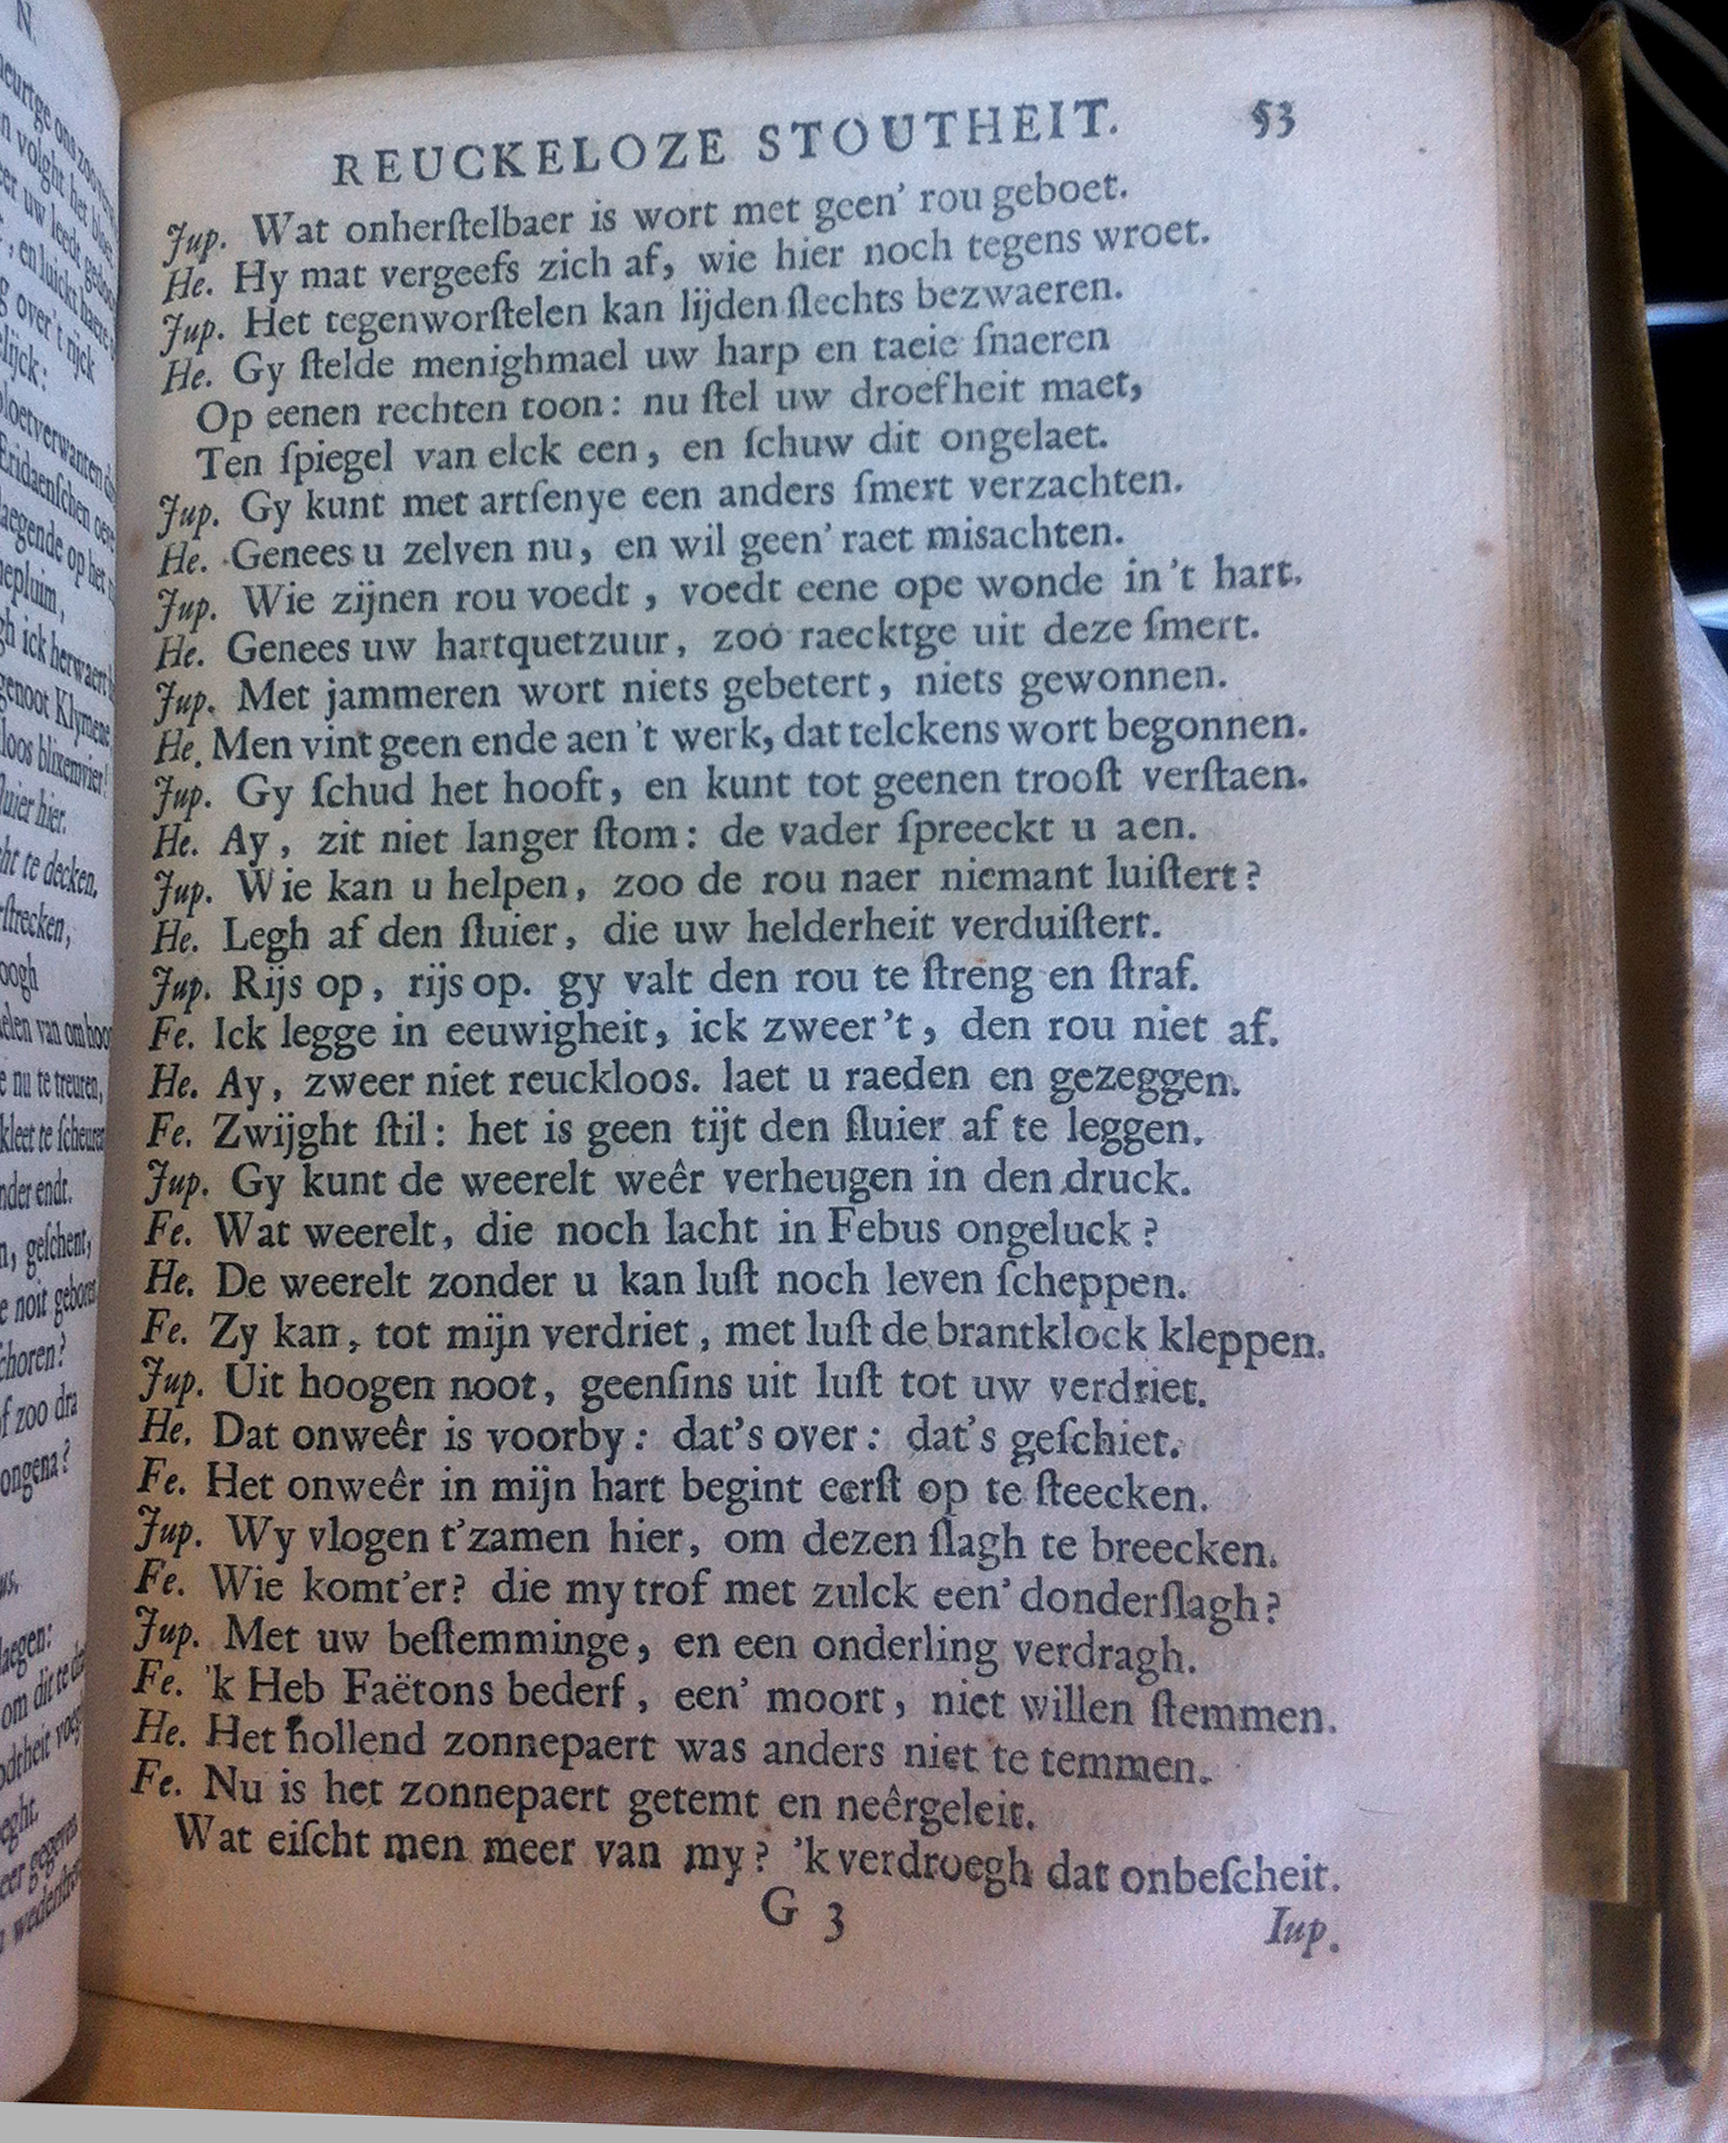 REUCKELOZE STOUTHEIT. 53
Jup. Wat onherſtelbaer is wort met geen' rou geboet.
He. Hy mat vergeefs zich af, wie hier noch tegens wroet.
Jup. Het tegenworſtelen kan lijden ſlechts bezwaeren.
He. Gy ſtelde menighmael uw harp en taeie ſnaeren
Op eenen rechten toon: nu ſtel uw droefheit maet,
Ten ſpiegel van elck een, en ſchuw dit ongelaet.
Jup. Gy kunt met artſenye een anders ſmert verzachten.
He. Genees u zelven nu, en wil geen' raet misachten.
Jup. Wie zijnen rou voedt, voedt eene ope wonde in 't hart.
He. Genees uw hartquetzuur, zoo raecktge uit deze ſmert.
Jup. Met jammeren wort niets gebetert, niets gewonnen.
He. Men vint geen ende aen 't werk, dat telckens wort begonnen.
Jup. Gy ſchud het hooft, en kunt tot geenen trooſt verſtaen.
He. Ay, zit niet langer ſtom: de vader ſpreeckt u aen.
Jup. Wie kan u helpen, zoo de rou naer niemant luiſtert?
He. Legh af den ſluier, die uw helderheit verduiſtert.
Jup. Rijs op, rijs op. gy valt den rou te ſtreng en ſtraf.
Fe. Ick legge in eeuwigheit, ick zweer't, den rou niet af.
He. Ay, zweer niet reuckloos. laet u raeden en gezeggen.
Fe. Zwijght ſtil: het is geen tijt den ſluier af te leggen.
Jup. Gy kunt de weerelt weêr verheugen in den druck.
Fe. Wat weerelt, die noch lacht in Febus ongeluck?
He. De weerelt zonder u kan luſt noch leven ſcheppen.
Fe. Zy kan, tot mijn verdriet, met luſt de brantklock kleppen.
Jup. Uit hoogen noot, geenſins uit luſt tot uw verdriet.
He. Dat onweêr is voorby: dat's over: dat's geſchiet.
Fe. Het onweêr in mijn hart begint eerſt op te ſteecken.
Jup. Wy vlogen t'zamen hier, om dezen ſlagh te breecken.
Fe. Wie komt'er? die my trof met zulck een' donderſlagh?
Jup. Met uw beſtemminge, en een onderling verdragh.
Fe. 'k Heb Faëtons bederf, een' moort, niet willen ſtemmen.
He. Het hollend zonnepaert was anders niet te temmen.
Fe. Nu is het zonnepaert getemt en neêrgeleit.
Wat eiſcht men meer van my? 'k verdroegh dat onbeſcheit.
G 3 Iup.